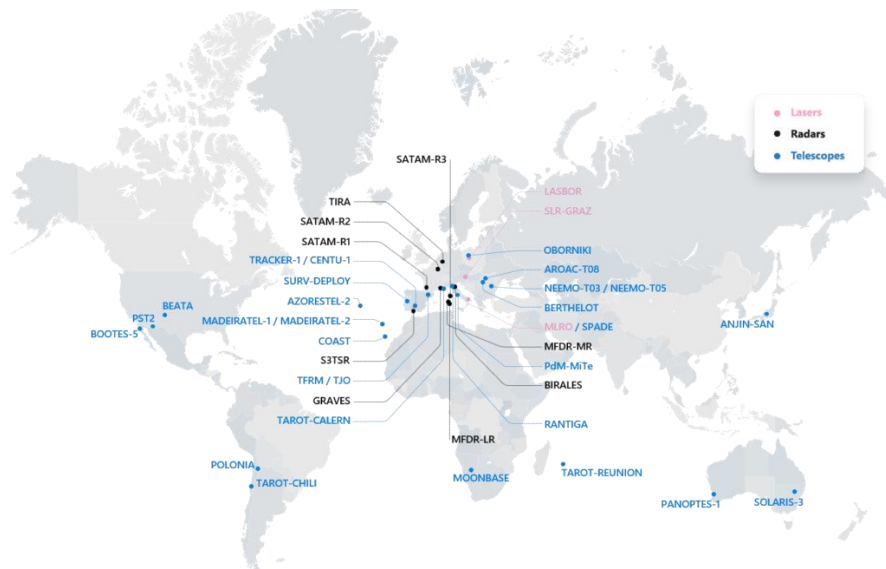 Lasers
Radars
Telescopes
SATAM-R3
TIRA
SATAM-R2
SATAM-R1
TRACKER-1 / CENTU-1
SURV-DEPLOY
AZORESTEL-2
MADEIRATEL-1 / MADEIRATEL-2
COAST
S3TSR
TFRM / TJO
GRAVES
TAROT-CALERN
LASBOR
SLR-GRAZ
OBORNIKI
AROAC-T08
NEEMO-T03 / NEEMO-T05
BERTHELOT
MLRO / SPADE
MFDR-MR
PdM-MiTe
BIRALES
RANTIGA
MFDR-LR
BEATA
PST2
BOOTES-5
ANJIN-SAN
POLONIA
TAROT-CHILI
MOONBASE
TAROT-REUNION
PANOPTES-1
SOLARIS-3